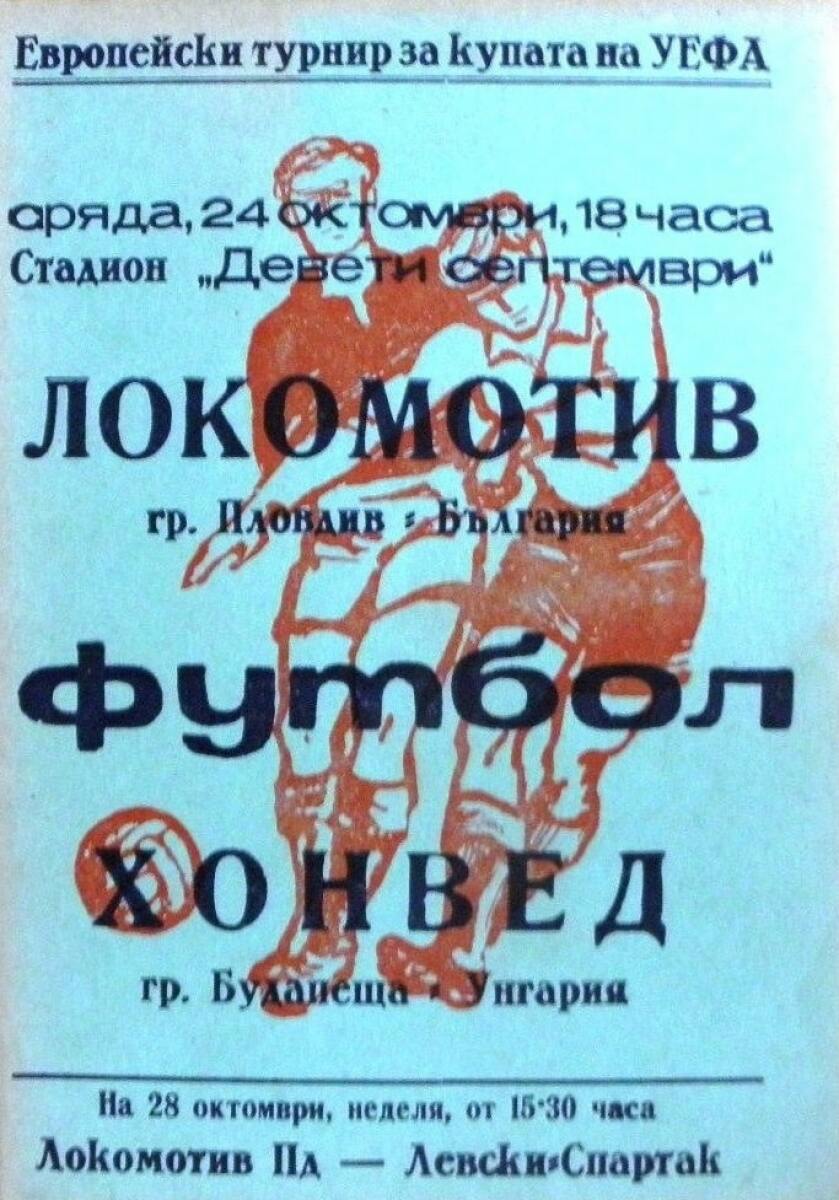 Европейски турнир за купата на УЕФА
сряда, 24 октомври, 18 часа
Стадион „Девети септември“
ЛОКОМОТИВ
гр. Пловдив - България
футбол
ХОНВЕД
гр. Будапеща - Унгария
На 28 октомври, неделя, от 15·30 часа
Локомотив Пд — Левски-Спартак